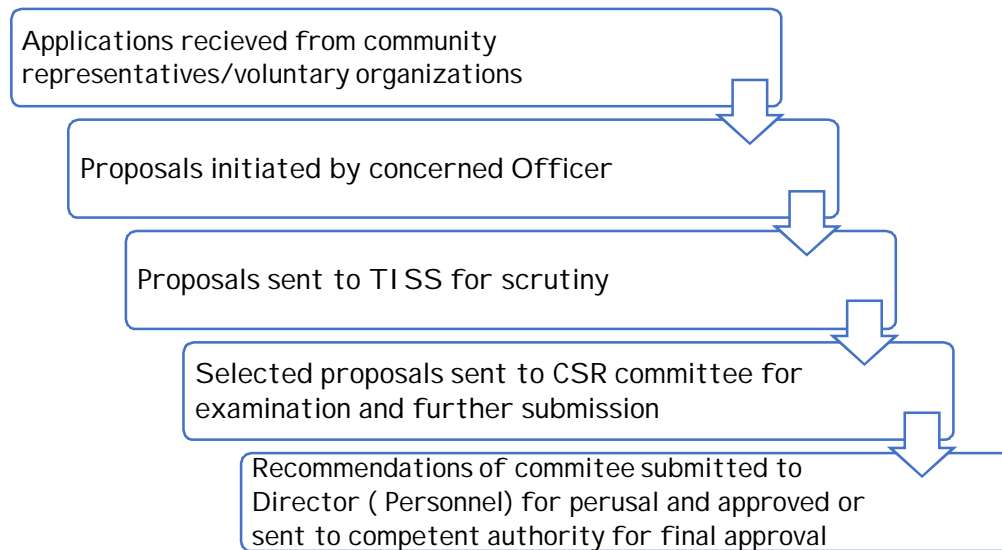 Applications recieved from community
representatives/voluntary organizations
Proposals initiated by concerned Officer
Proposals sent to TISS for scrutiny
Selected proposals sent to CSR committee for
examination and further submission
Recommendations of commitee submitted to
Director ( Personnel) for perusal and approved or
sent to competent authority for final approval